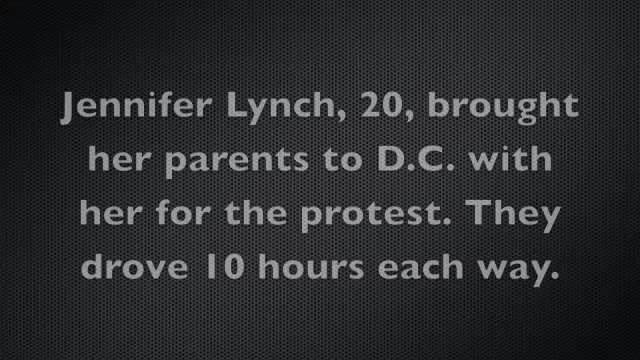 Jennifer Lynch, 20, brought
her parents to D.C. with
her for the protest. They
drove 10 hours each way.